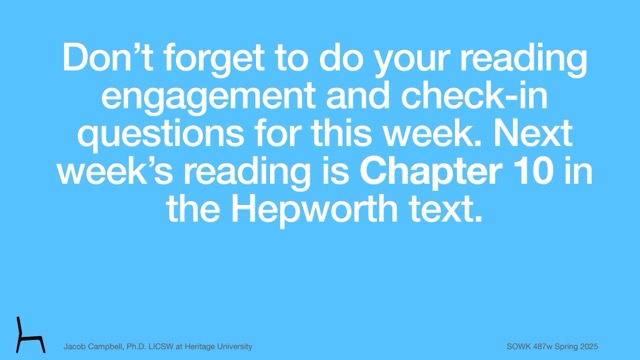 Don’t forget to do your reading
engagement and check-in
questions for this week. Next
week’s reading is Chapter 10 in
the Hepworth text.
Jacob Campbell, Ph.D. LICSW at Heritage University
SOWK 487w Spring 2025